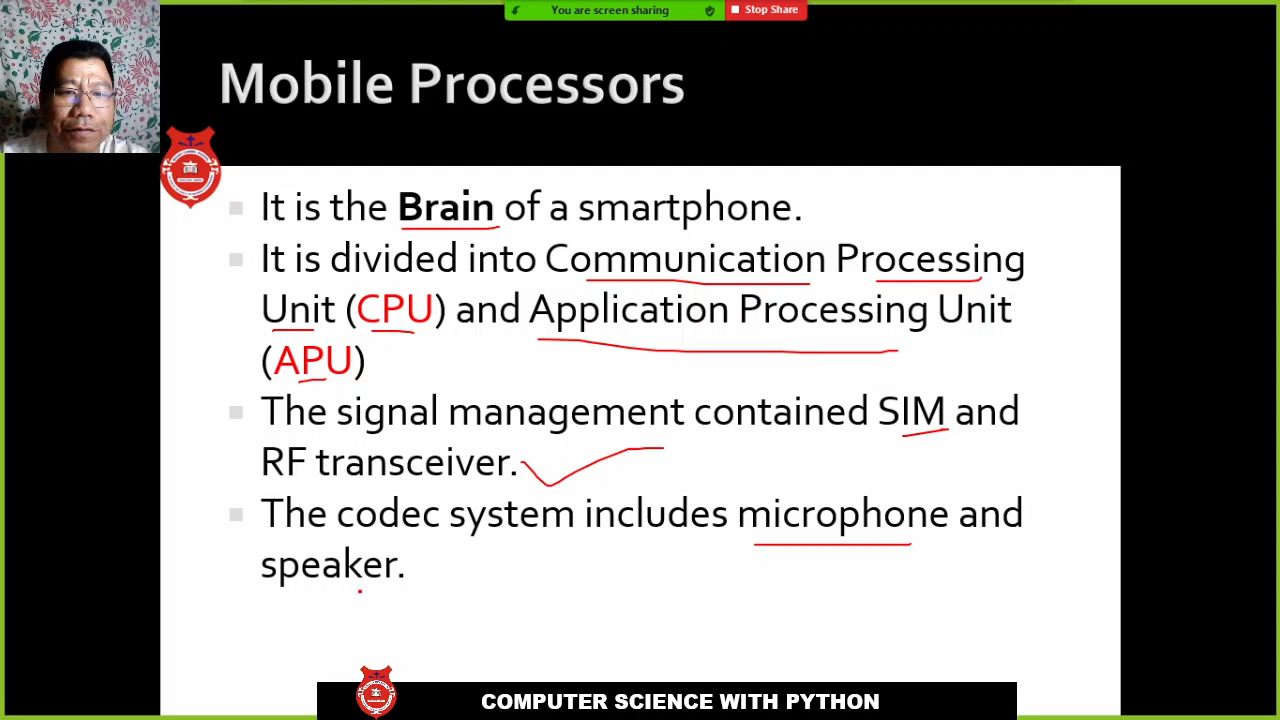 You are screen sharing
Stop Share
Mobile Processors
It is the Brain of a smartphone.
It is divided into Communication Processing
Unit (CPU) and Application Processing Unit
(APU)
The signal management contained SIM and
RF transceiver.
The codec system includes microphone and
speaker.
COMPUTER SCIENCE WITH PYTHON